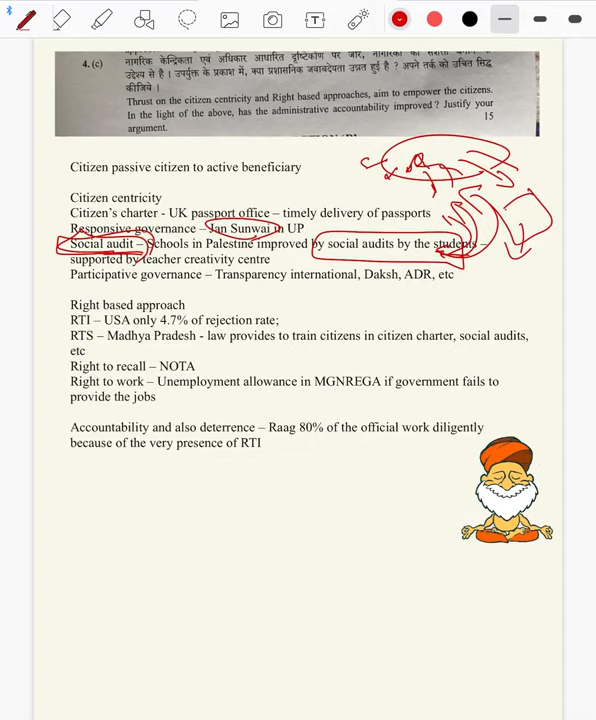 4. (c)
नागरिक केन्द्रिकता एवं अधिकार आधारित दृष्टिकोण पर जोर, नागरिकों को सशक्त
उद्देश्य से है । उपर्युक्त के प्रकाश में, क्या प्रशासनिक जवाबदेयता उन्नत हुई है ? अपने तर्क को उचित सिद्ध
कीजिये ।
Thrust on the citizen centricity and Right based approaches, aim to empower the citizens.
In the light of the above, has the administrative accountability improved ? Justify your
argument. 15
Citizen passive citizen to active beneficiary
Citizen centricity
Citizen's charter - UK passport office – timely delivery of passports
Responsive governance – Jan Sunwai in UP
Social audit – Schools in Palestine improved by social audits by the students –
supported by teacher creativity centre
Participative governance – Transparency international, Daksh, ADR, etc
Right based approach
RTI – USA only 4.7% of rejection rate;
RTS – Madhya Pradesh - law provides to train citizens in citizen charter, social audits,
etc
Right to recall – NOTA
Right to work – Unemployment allowance in MGNREGA if government fails to
provide the jobs
Accountability and also deterrence – Raag 80% of the official work diligently
because of the very presence of RTI